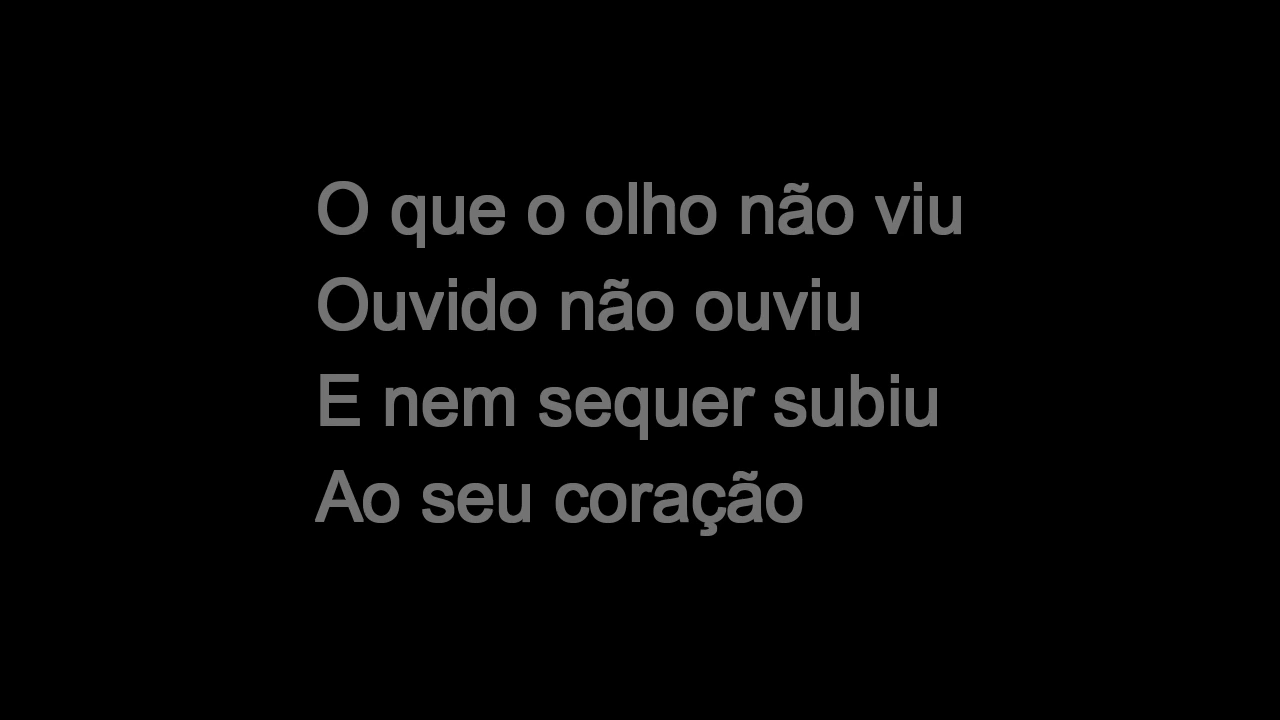 O que o olho não viu
Ouvido não ouviu
E nem sequer subiu
Ao seu coração